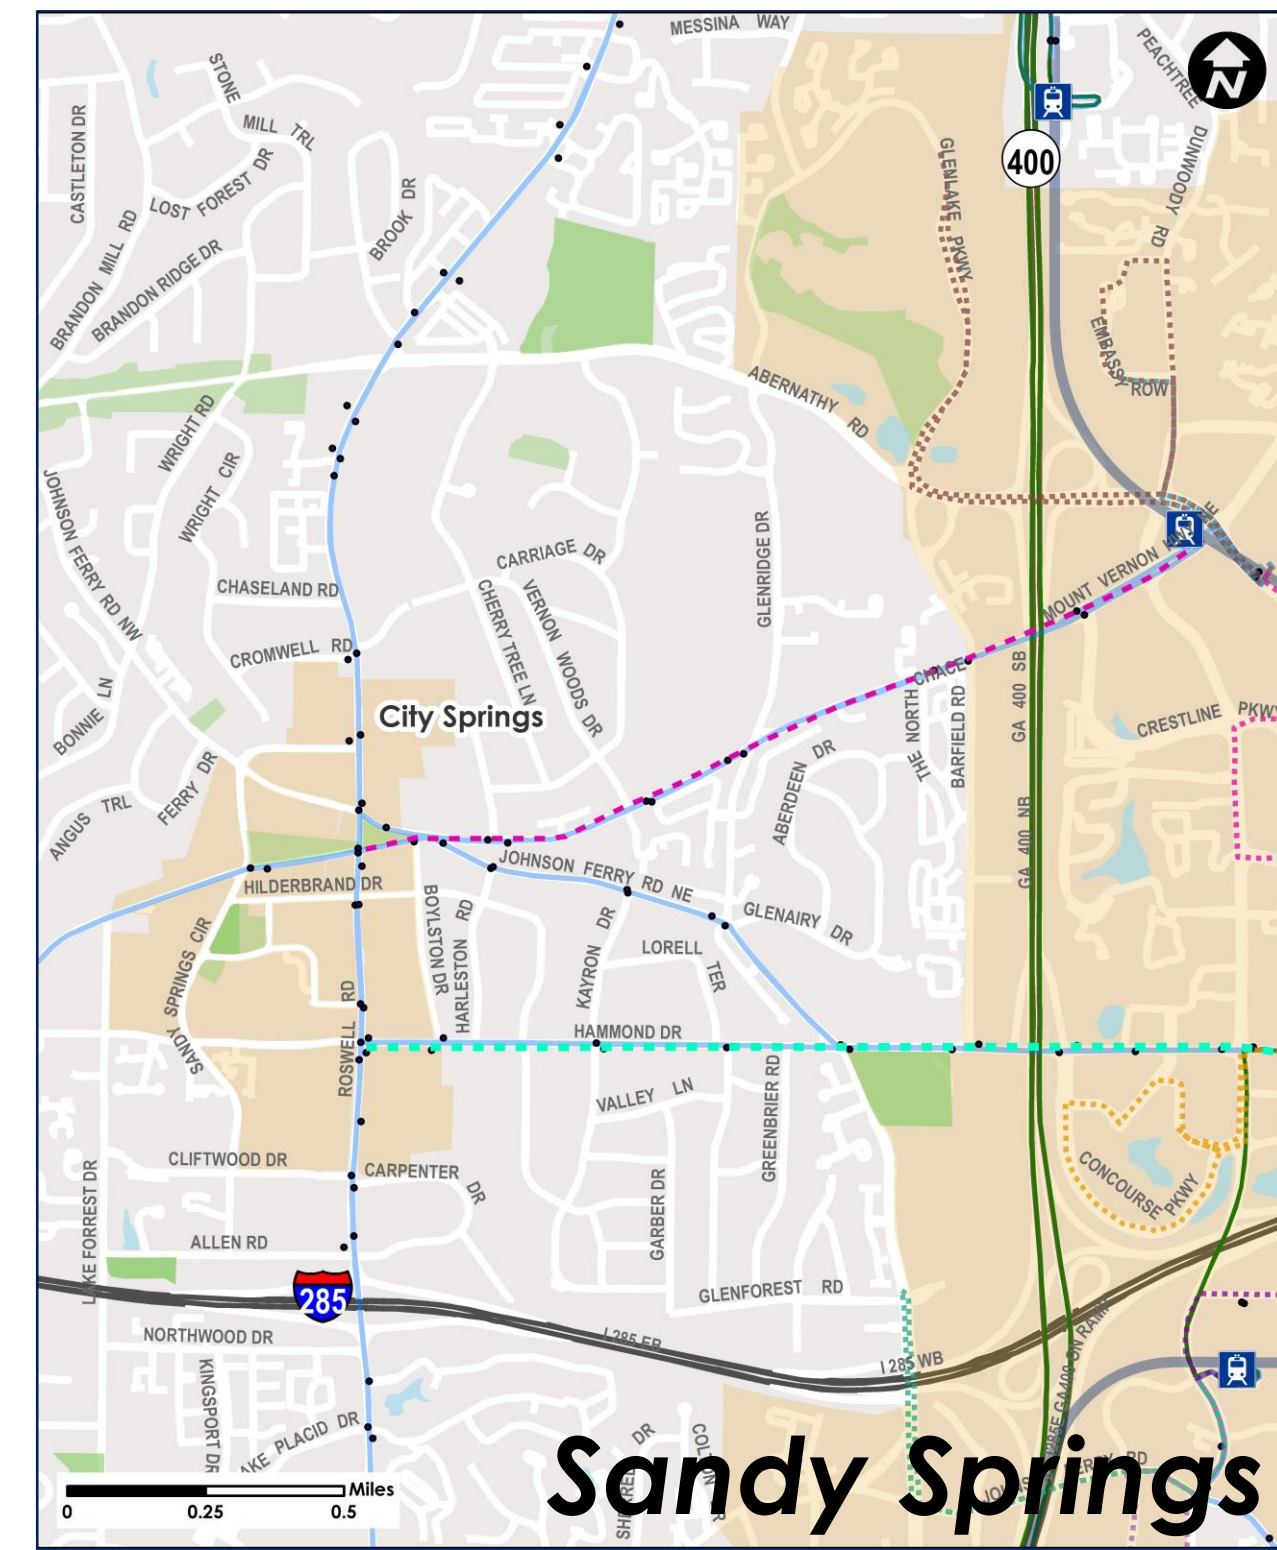 MESSINA WAY
PEACHTREE
DUNWOODY RD
N
STONE
MILL TRL
CASTLETON DR
LOST FOREST DR
BROOK DR
BRANDON MILL RD
BRANDON RIDGE DR
GLENLAKE PKWY
400
EMBASSY
ROW
ABERNATHY RD
WRIGHT RD
WRIGHT CIR
JOHNSON FERRY RD NW
CARRIAGE DR
GLENRIDGE DR
CHASELAND RD
CHERRY TREE LN
VERNON WOODS DR
MOUNT VERNON HWY NE
CROMWELL RD
BONNIE LN
City Springs
THE NORTH CHACE
BARFIELD RD
GA 400 SB
CRESTLINE PKWY
ANGUS TRL
FERRY DR
ABERDEEN DR
GA 400 NB
JOHNSON FERRY RD NE
HILDERBRAND DR
BOYLSTON DR
HARLESTON RD
KAYRON DR
GLENAIRY DR
LORELL TER
SANDY SPRINGS CIR
ROSWELL RD
HAMMOND DR
VALLEY LN
GREENBRIER RD
CLIFTWOOD DR
CARPENTER DR
GARBER DR
CONCOURSE PKWY
LAKE FORREST DR
ALLEN RD
GLENFOREST RD
285
NORTHWOOD DR
I 285 EB
I 285 WB
KINGSPORT DR
DR
Sandy Springs
Miles
0 0.25 0.5